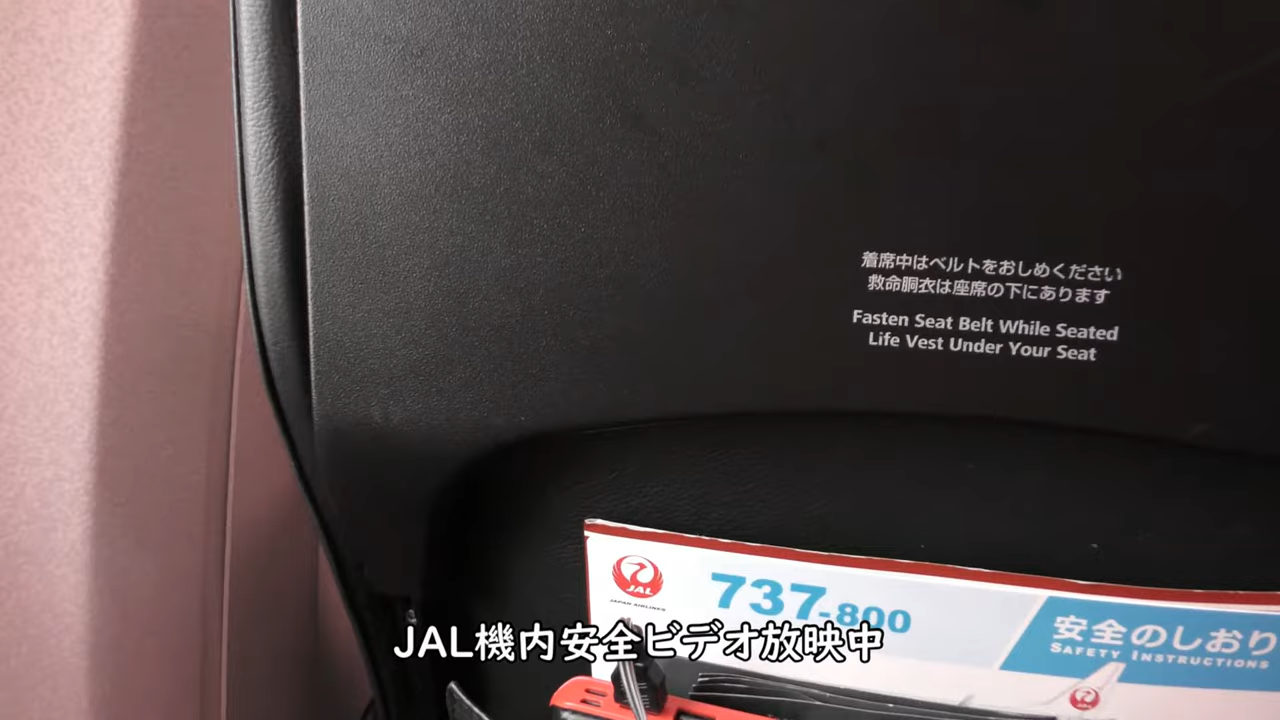 着席中はベルトをおしめください
救命胴衣は座席の下にあります
Fasten Seat Belt While Seated
Life Vest Under Your Seat
JAL
JAPAN AIRLINES
737-800
安全のしおり
SAFETY INSTRUCTIONS
JAL
JAL機内安全ビデオ放映中